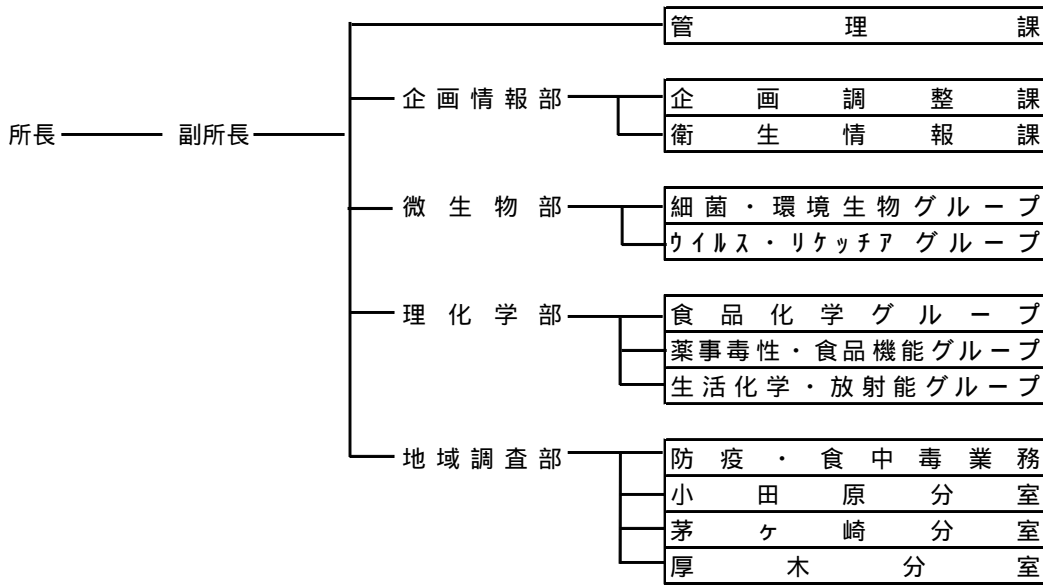 管理課
企画情報部 企画調整課
所長 副所長 衛生情報課
微生物部 細菌・環境生物グループ
ウイルス・リケッチア グループ
理化学部 食品化学グループ
薬事毒性・食品機能グループ
生活化学・放射能グループ
地域調査部 防疫・食中毒業務
小田原分室
茅ヶ崎分室
厚木分室